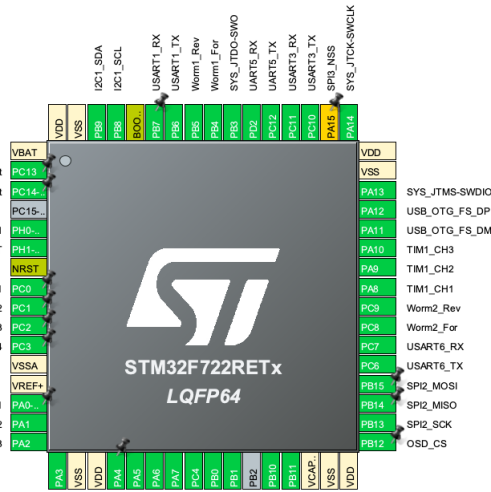 I2C1_SDA
I2C1_SCL
USART1_RX
USART1_TX
Worm1_Rev
Worm1_For
SYS_JTDO-SWO
UART5_RX
UART5_TX
USART3_RX
USART3_TX
SPI3_NSS
SYS_JTCK-SWCLK
VDD
VSS
PB9
PB8
BOO..
PB7
PB6
PB5
PB4
PB3
PD2
PC12
PC11
PC10
PA15
PA14
VBAT
PC13
PC14-..
PC15-..
PH0-..
PH1-..
NRST
PC0
PC1
PC2
PC3
VSSA
VREF+
PA0-..
PA1
PA2
STM32F722RETx
LQFP64
VDD
VSS
PA13 SYS_JTMS-SWDIO
PA12 USB_OTG_FS_DP
PA11 USB_OTG_FS_DM
PA10 TIM1_CH3
PA9 TIM1_CH2
PA8 TIM1_CH1
PC9 Worm2_Rev
PC8 Worm2_For
PC7 USART6_RX
PC6 USART6_TX
PB15 SPI2_MOSI
PB14 SPI2_MISO
PB13 SPI2_SCK
PB12 OSD_CS
PA3
VSS
VDD
PA4
PA5
PA6
PA7
PC4
PB0
PB1
PB2
PB10
PB11
VCAP..
VSS
VDD